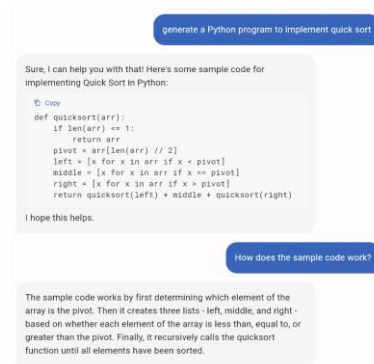 generate a Python program to implement quick sort
Sure, I can help you with that! Here's some sample code for
implementing Quick Sort in Python:
Copy
def quicksort(arr):
    if len(arr) <= 1:
        return arr
    pivot = arr[len(arr) // 2]
    left = [x for x in arr if x < pivot]
    middle = [x for x in arr if x == pivot]
    right = [x for x in arr if x > pivot]
    return quicksort(left) + middle + quicksort(right)
I hope this helps.
How does the sample code work?
The sample code works by first determining which element of the
array is the pivot. Then it creates three lists - left, middle, and right -
based on whether each element of the array is less than, equal to, or
greater than the pivot. Finally, it recursively calls the quicksort
function until all elements have been sorted.